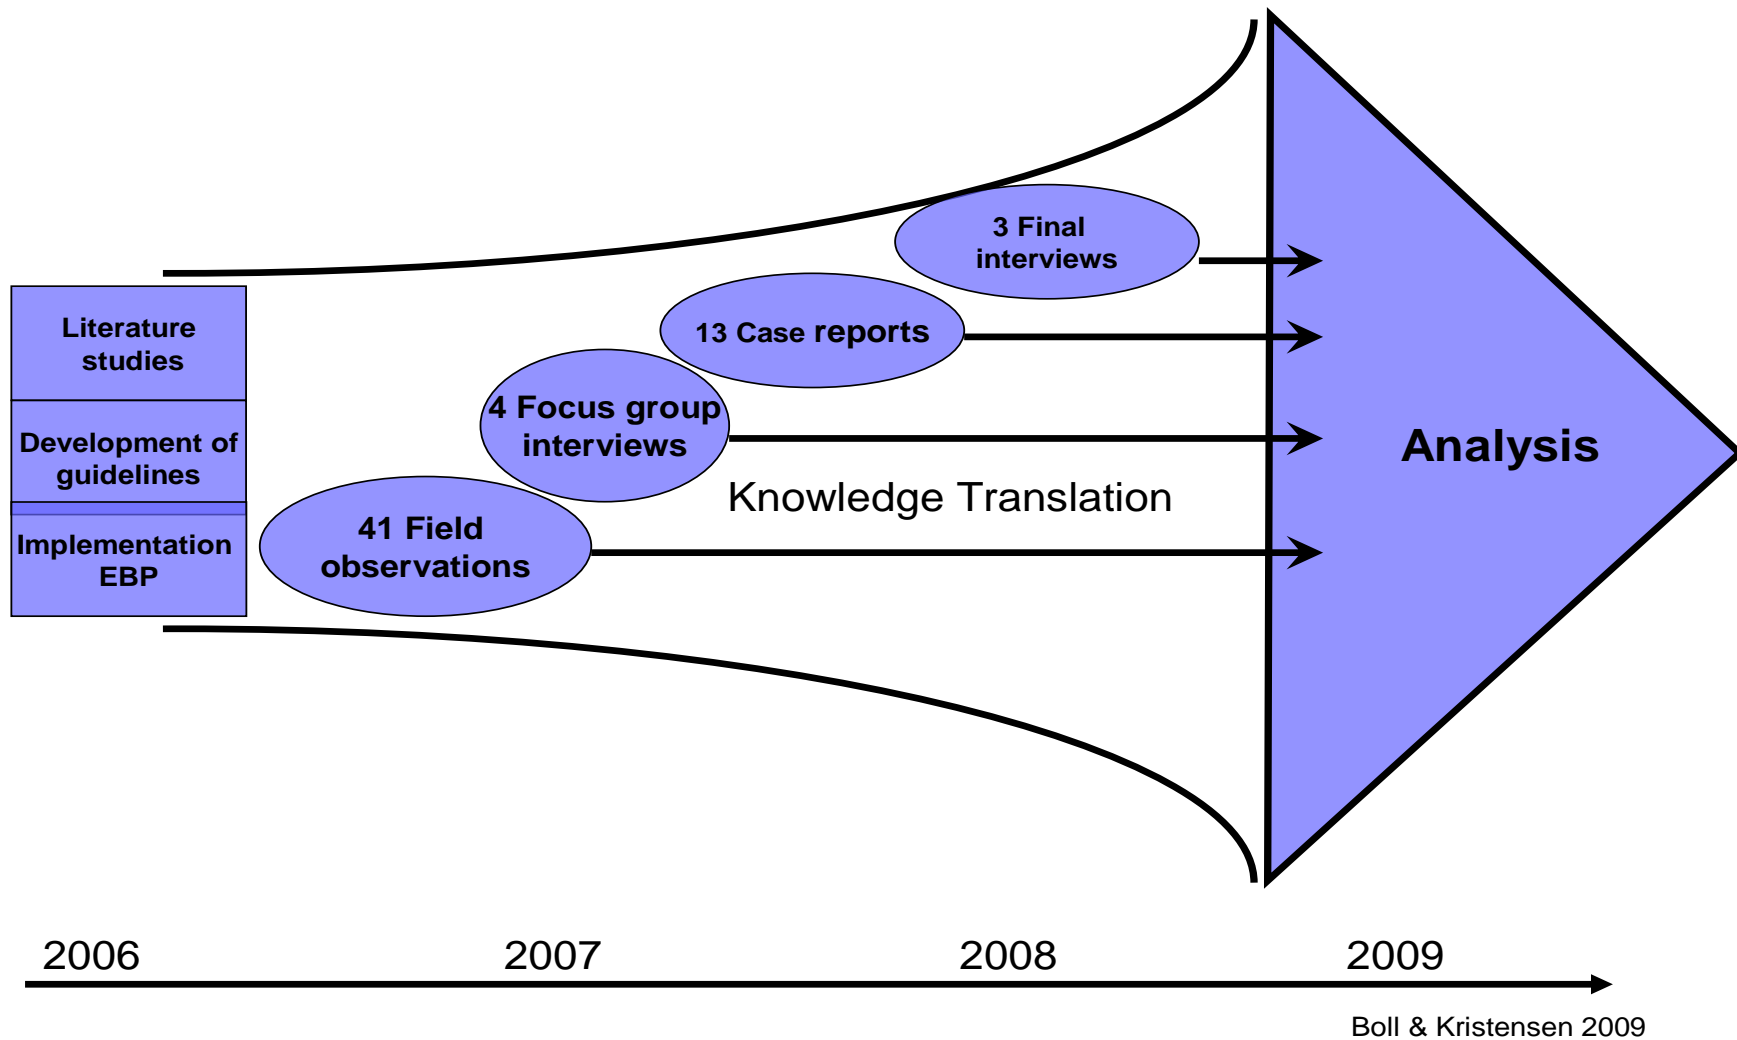 3 Final
interviews
Literature
studies
13 Case reports
4 Focus group
interviews
Development of
guidelines
Analysis
Knowledge Translation
41 Field
observations
Implementation
EBP
2006
2007
2008
2009
Boll & Kristensen 2009